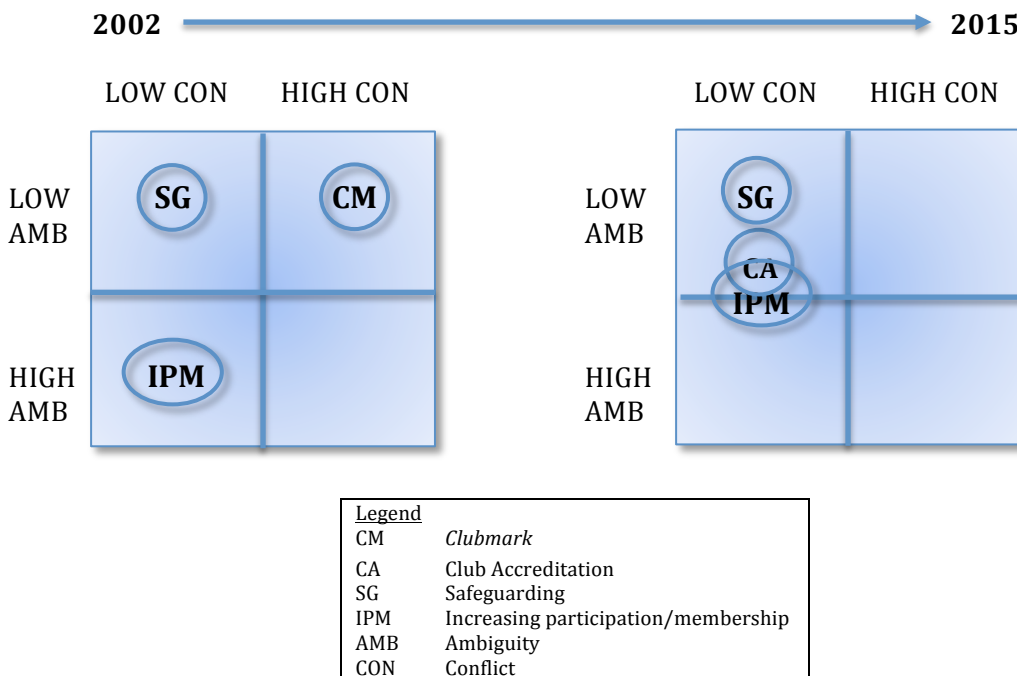 2002 2015
LOW CON HIGH CON LOW CON HIGH CON
LOW
AMB
SG CM
HIGH
AMB
IPM
LOW
AMB
SG
CA
IPM
HIGH
AMB
Legend
CM Clubmark
CA Club Accreditation
SG Safeguarding
IPM Increasing participation/membership
AMB Ambiguity
CON Conflict